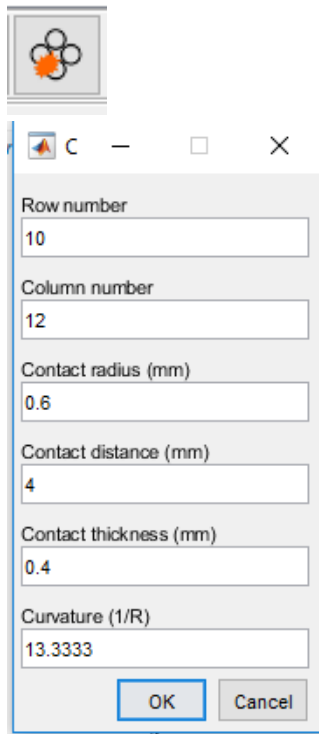 C
Row number
10
Column number
12
Contact radius (mm)
0.6
Contact distance (mm)
4
Contact thickness (mm)
0.4
Curvature (1/R)
13.3333
OK Cancel